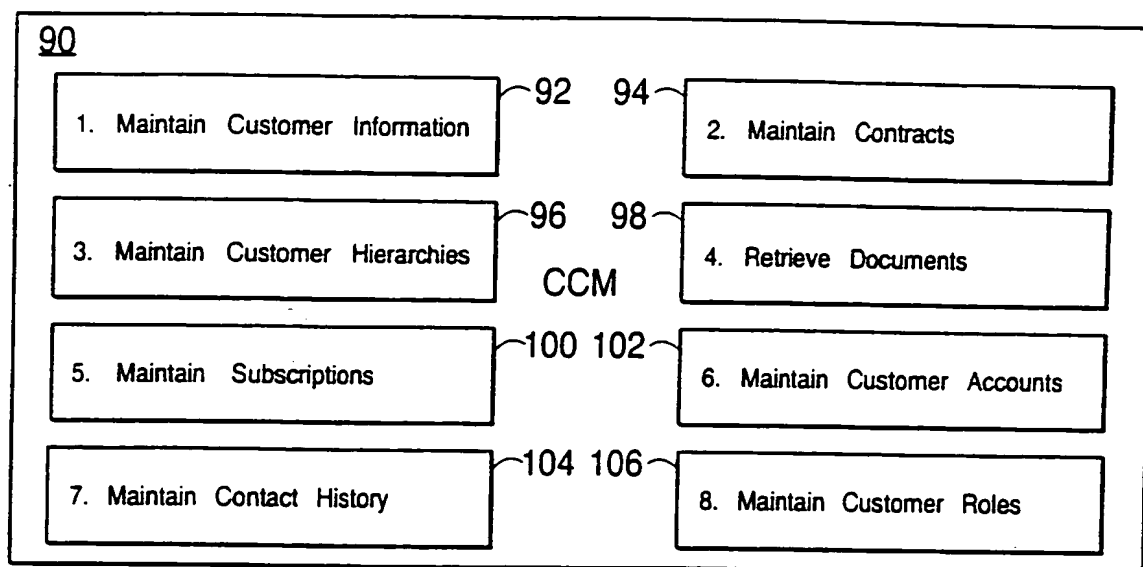 90
92 94
1. Maintain Customer Information
2. Maintain Contracts
96 98
3. Maintain Customer Hierarchies
4. Retrieve Documents
CCM
100 102
5. Maintain Subscriptions
6. Maintain Customer Accounts
104 106
7. Maintain Contact History
8. Maintain Customer Roles